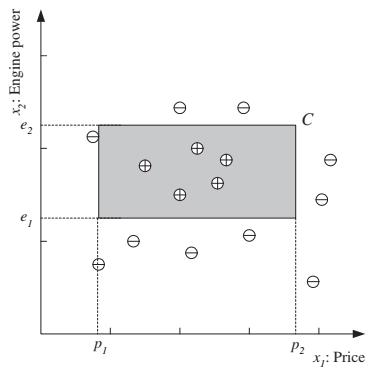 x₂: Engine power
e₂
C
e₁
p₁
p₂
x₁: Price